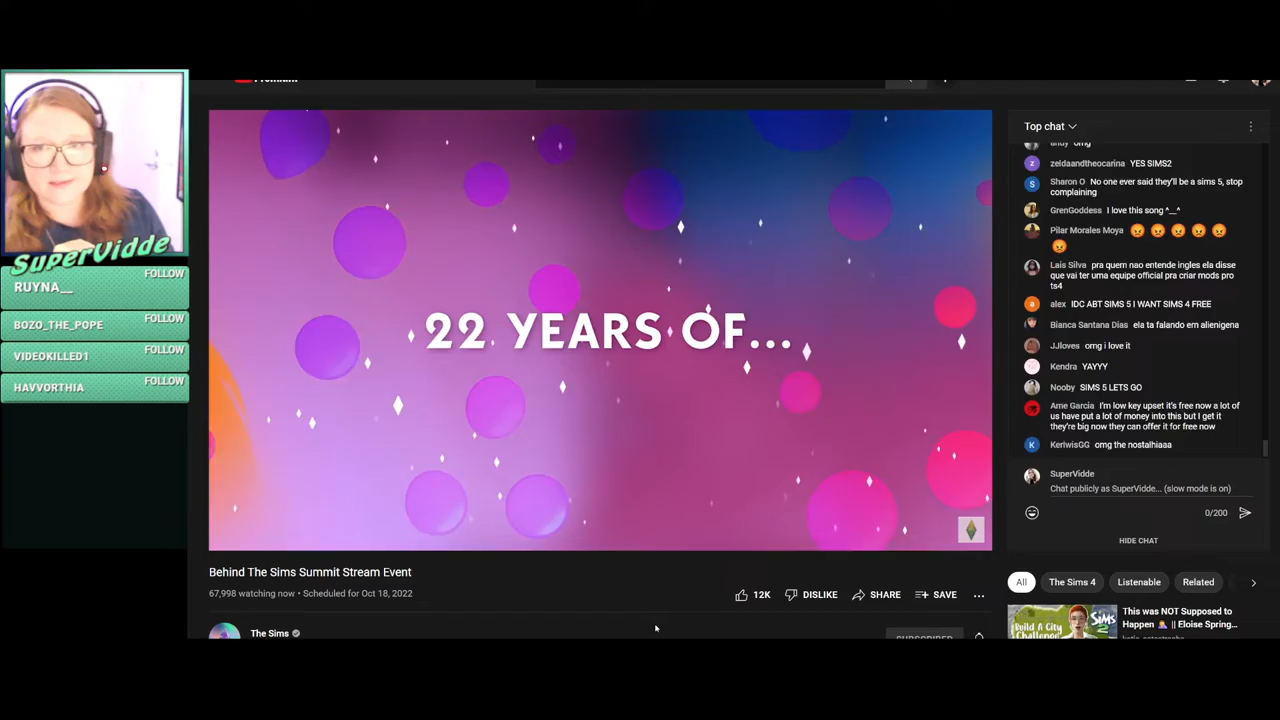 SuperVidde
FOLLOW
RUYNA__
FOLLOW
BOZO_THE_POPE
FOLLOW
VIDEOKILLED1
FOLLOW
HAVVORTHIA
22 YEARS OF...
Behind The Sims Summit Stream Event
67,998 watching now • Scheduled for Oct 18, 2022
12K
DISLIKE
SHARE
SAVE
The Sims
Top chat
zeldaandtheocarina YES SIMS2
Sharon O No one ever said they'll be a sims 5, stop
complaining
GrenGoddess I love this song ^__^
Pilar Morales Moya
Laís Silva pra quem nao entende ingles ela disse
que vai ter uma equipe official pra criar mods pro
ts4
alex IDC ABT SIMS 5 I WANT SIMS 4 FREE
Bianca Santana Dias ela ta falando em alienigena
JJloves omg i love it
Kendra YAYYY
Nooby SIMS 5 LETS GO
Ame Garcia I'm low key upset it's free now a lot of
us have put a lot of money into this but I get it
they're big now they can offer it for free now
KeriwisGG omg the nostalhiaaa
SuperVidde
Chat publicly as SuperVidde... (slow mode is on)
0/200
HIDE CHAT
All
The Sims 4
Listenable
Related
Build A City
Challenge
SIMS
2
This was NOT Supposed to
Happen || Eloise Spring...